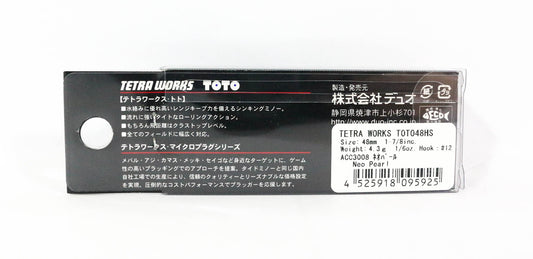 TETRA WORKS TOTO
【テトラワークス・トト】
■水絡みに優れ高いレンジキープ力を備えるシンキングミノー。
■流れに強いタイトなローリングアクション。
■もちろん飛距離はクラストップレベル。
■全てのフィールドに幅広く対応。
【テトラワークス・マイクロプラグシリーズ】
メバル・アジ・カマス・メッキ・セイゴなど身近なターゲットに、ゲーム
性の高いプラッギングでのアプローチを提案。タイドミノーと同じ国内
自社工場での生産により、信頼のクオリティーとリーズナブルな価格設定
を実現、圧倒的なコストパフォーマンスでプラッガーを応援します。
製造・発売元
株式会社デュオ
静岡県焼津市上小杉701
TETRA WORKS TOTO48HS
Size:48mm 1-7/8inc.
Weight:4.3g 1/6oz. Hook:#12
ACC3008 ネオパール
Neo Pearl
4 525918 095925